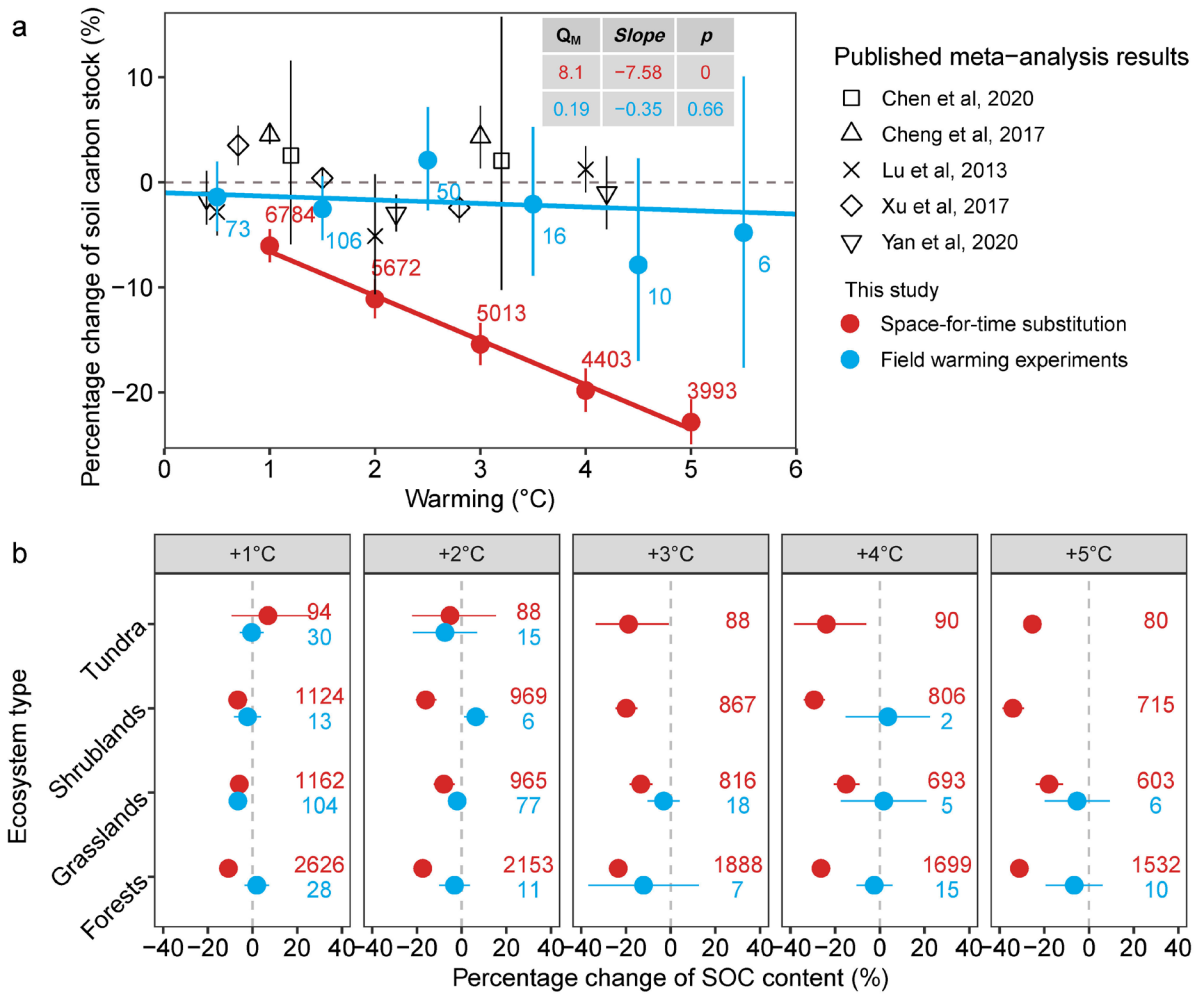 a
Percentage change of soil carbon stock (%)
10
0
−10
−20
Q_M Slope p
8.1 −7.58 0
0.19 −0.35 0.66
73
6784
106
5672
50
5013
16
4403
10
3993
6
0 1 2 3 4 5 6
Warming (°C)
Published meta−analysis results
Chen et al, 2020
Cheng et al, 2017
Lu et al, 2013
Xu et al, 2017
Yan et al, 2020
This study
Space-for-time substitution
Field warming experiments
b
+1°C +2°C +3°C +4°C +5°C
Ecosystem type
Tundra
94 88 88 90 80
30 15
Shrublands
1124 969 867 806 715
13 6 2
Grasslands
1162 965 816 693 603
104 77 18 5 6
Forests
2626 2153 1888 1699 1532
28 11 7 15 10
−40 −20 0 20 40 −40 −20 0 20 40 −40 −20 0 20 40 −40 −20 0 20 40 −40 −20 0 20 40
Percentage change of SOC content (%)